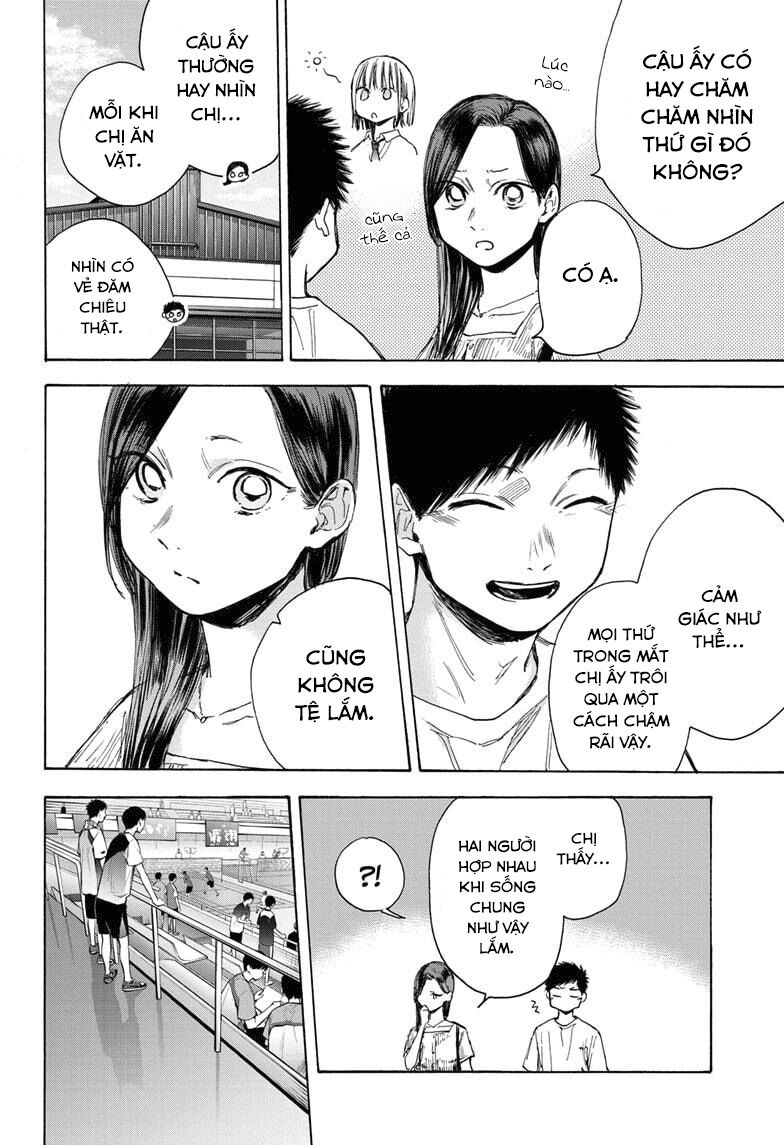 CẬU ẤY CÓ
HAY CHĂM
CHĂM NHÌN
THỨ GÌ ĐÓ
KHÔNG?
Lúc
nào...
cũng
thế cả
CÓ Ạ.
CẬU ẤY
THƯỜNG
HAY NHÌN
CHỊ...
MỖI KHI
CHỊ ĂN
VẶT.
NHÌN CÓ
VẺ ĐĂM
CHIÊU
THẬT.
CẢM
GIÁC NHƯ
THỂ...
MỌI THỨ
TRONG MẮT
CHỊ ẤY TRÔI
QUA MỘT
CÁCH CHẬM
RÃI VẬY.
CŨNG
KHÔNG
TỆ LẮM.
CHỊ
THẤY...
HAI NGƯỜI
HỢP NHAU
KHI SỐNG
CHUNG
NHƯ VẬY
LẮM.
?!